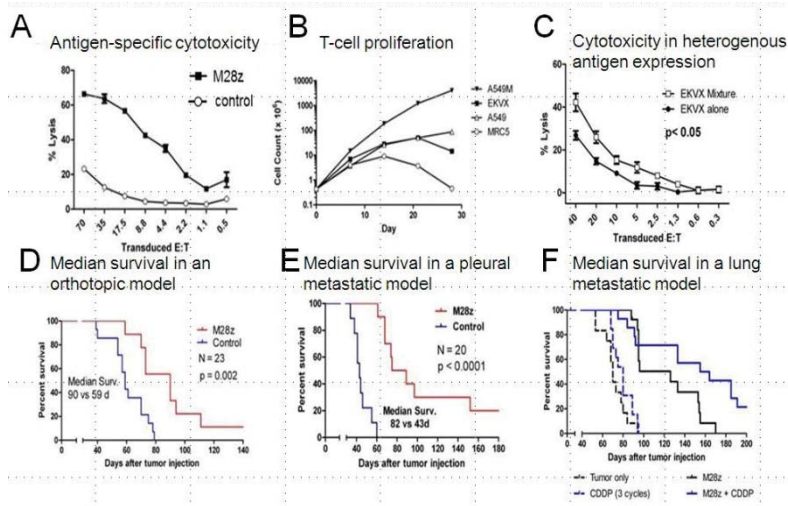 A
Antigen-specific cytotoxicity
80
60
40
20
0
% Lysis
M28z
control
70
35
17.5
8.8
4.4
2.2
1.1
0.5
Transduced E:T
B
T-cell proliferation
10000
1000
100
10
1
0.1
Cell Count (x 10⁶)
A549M
EKVX
A549
MRC5
0
10
20
30
Day
C
Cytotoxicity in heterogenous
antigen expression
60
40
20
0
% Lysis
EKVX Mixture
EKVX alone
p< 0.05
40
20
10
5
2.5
1.3
0.6
0.3
Transduced E:T
D
Median survival in an
orthotopic model
100
80
60
40
20
0
Percent survival
M28z
Control
N = 23
p = 0.002
Median Surv.
90 vs 59 d
0
20
40
60
80
100
120
140
Days after tumor injection
E
Median survival in a pleural
metastatic model
100
80
60
40
20
0
Percent survival
M28z
Control
N = 20
p < 0.0001
Median Surv.
82 vs 43d
0
30
60
90
120
150
180
Days after tumor injection
F
Median survival in a lung
metastatic model
100
80
60
40
20
0
Percent survival
0
40
60
80
100
120
140
160
180
200
Days after tumor injection
Tumor only
M28z
CDDP (3 cycles)
M28z + CDDP